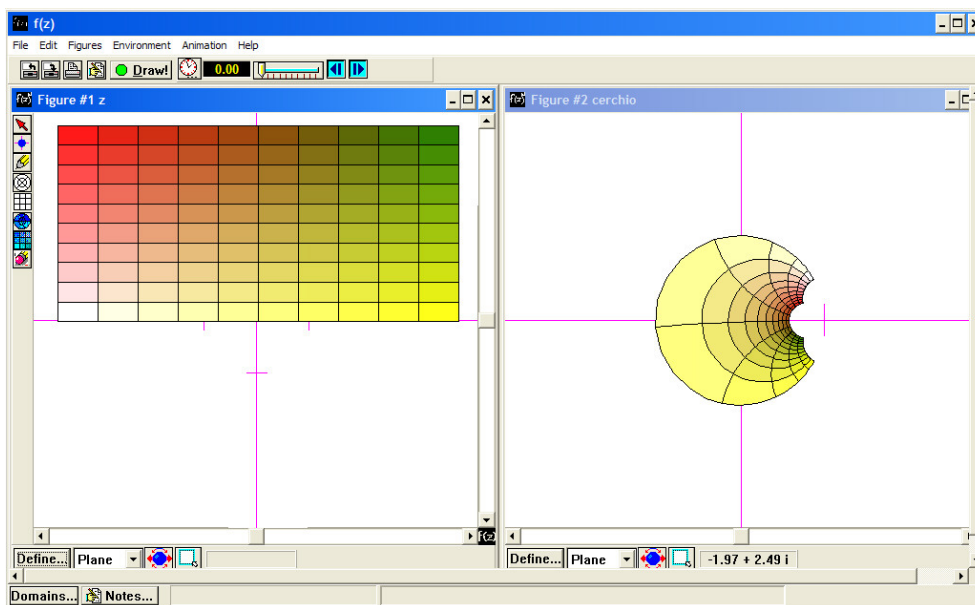 f(z)
File Edit Figures Environment Animation Help
Draw! 0.00
Figure #1 z
Figure #2 cerchio
f(z)
Define... Plane
Define... Plane -1.97 + 2.49 i
Domains... Notes...